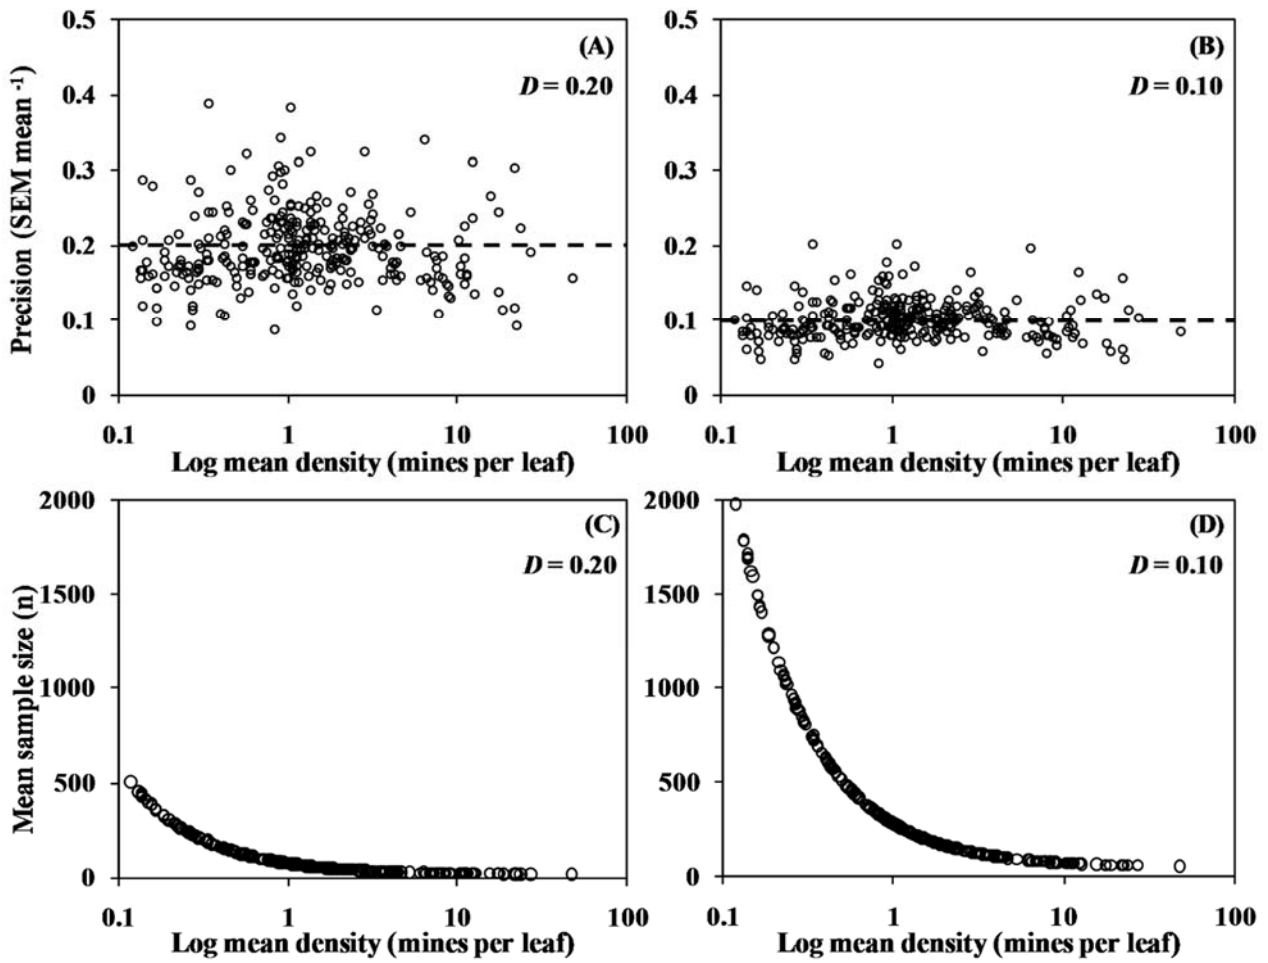 0.5
(A)
D = 0.20
0.4
0.3
0.2
0.1
0
Precision ((SEM mean -1)
0.1 1 10 100
Log mean density (mines per leaf)
0.5
(B)
D = 0.10
0.4
0.3
0.2
0.1
0
0.1 1 10 100
Log mean density (mines per leaf)
2000
(C)
D = 0.20
1500
1000
500
0
Mean sample size (n)
0.1 1 10 100
Log mean density (mines per leaf)
2000
(D)
D = 0.10
1500
1000
500
0
0.1 1 10 100
Log mean density (mines per leaf)